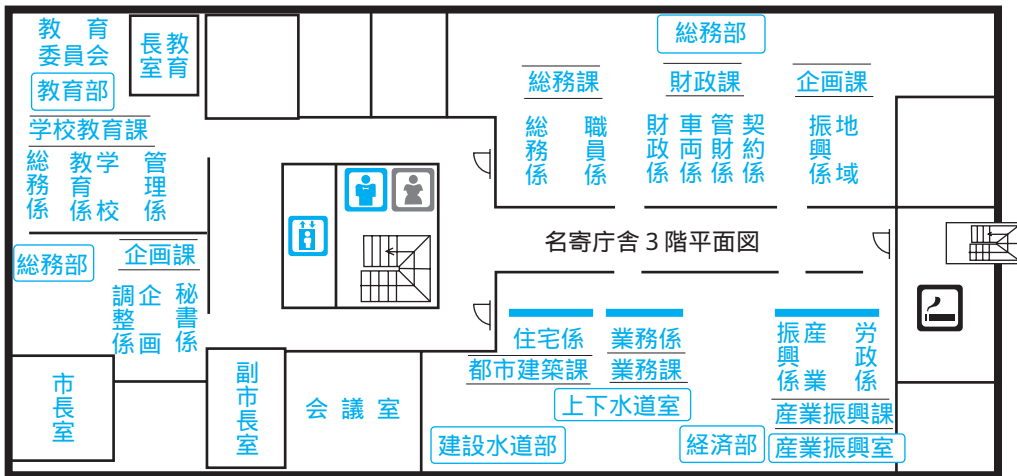 教育
委員会
教育部
教育
長室
学校教育課
総務係
学校
教育係
管理係
総務部
企画課
企画
調整係
秘書係
市長室
副市長室
会議室
総務部
総務課
総務係
職員係
財政課
財政係
車両係
管財係
契約係
企画課
地域
振興係
名寄庁舎3階平面図
住宅係
都市建築課
業務係
業務課
上下水道室
建設水道部
産業
振興係
労政係
産業振興課
経済部
産業振興室